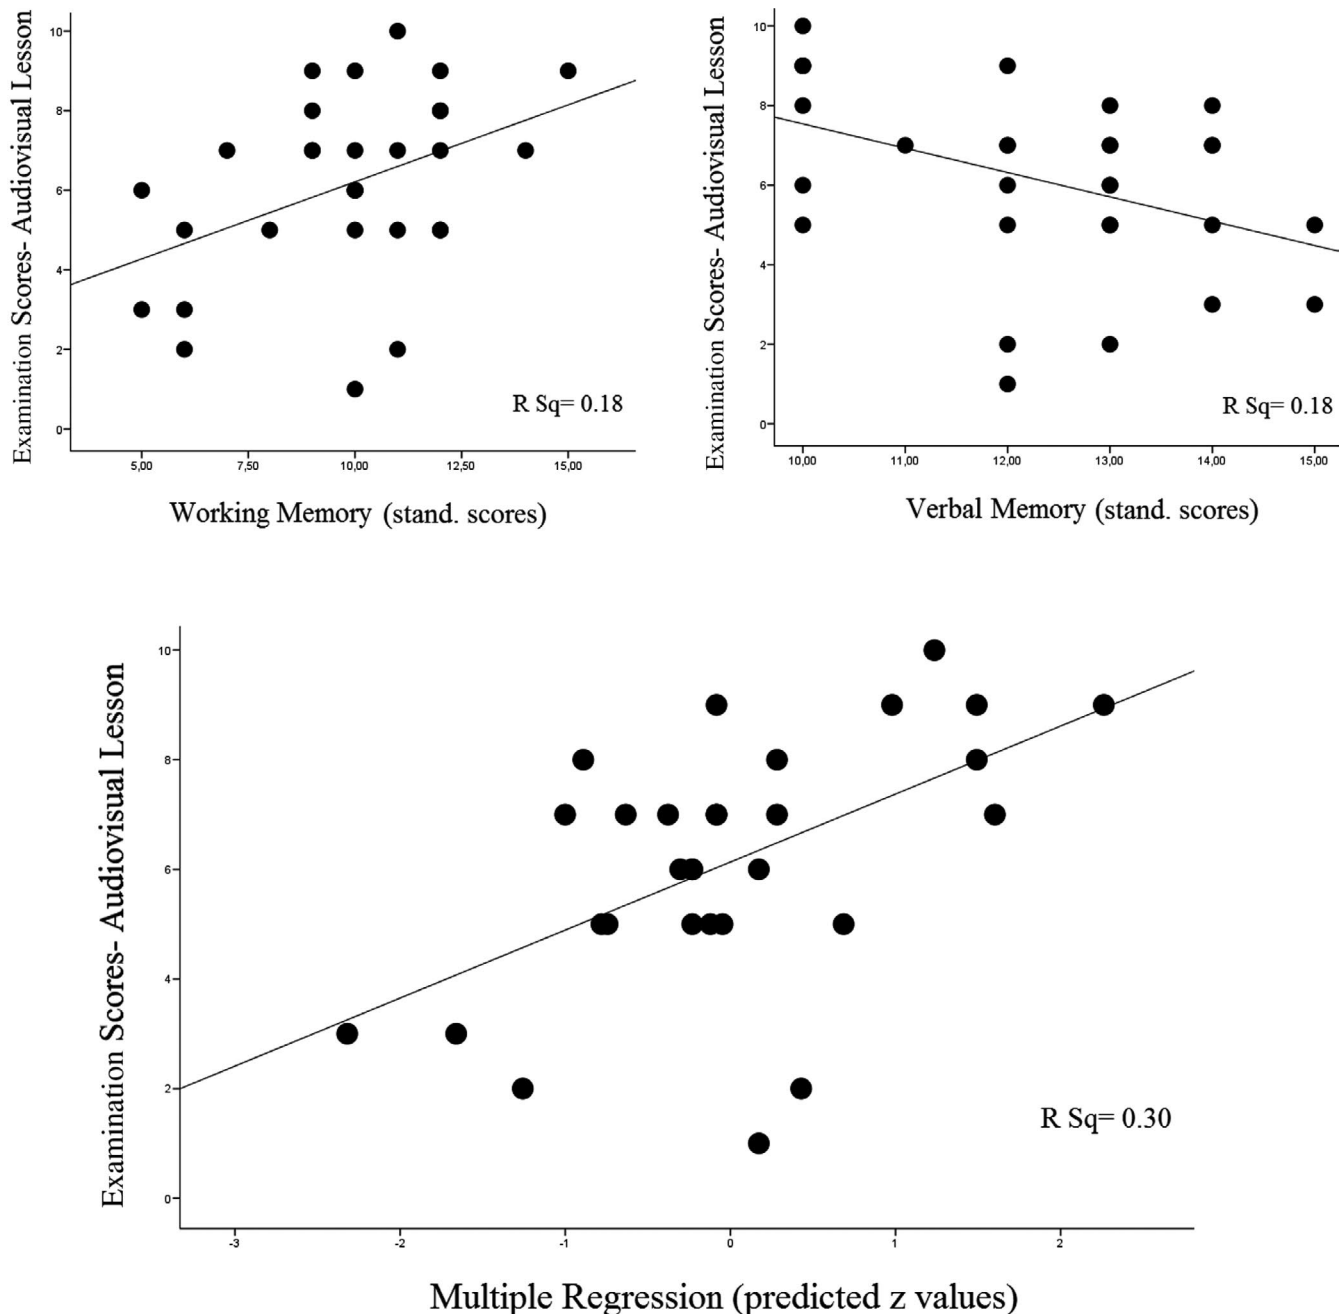 Examination Scores- Audiovisual Lesson
10
8
6
4
2
0
R Sq= 0.18
5,00 7,50 10,00 12,50 15,00
Working Memory (stand. scores)
Examination Scores- Audiovisual Lesson
10
8
6
4
2
0
R Sq= 0.18
10,00 11,00 12,00 13,00 14,00 15,00
Verbal Memory (stand. scores)
Examination Scores- Audiovisual Lesson
10
8
6
4
2
0
R Sq= 0.30
-3 -2 -1 0 1 2
Multiple Regression (predicted z values)